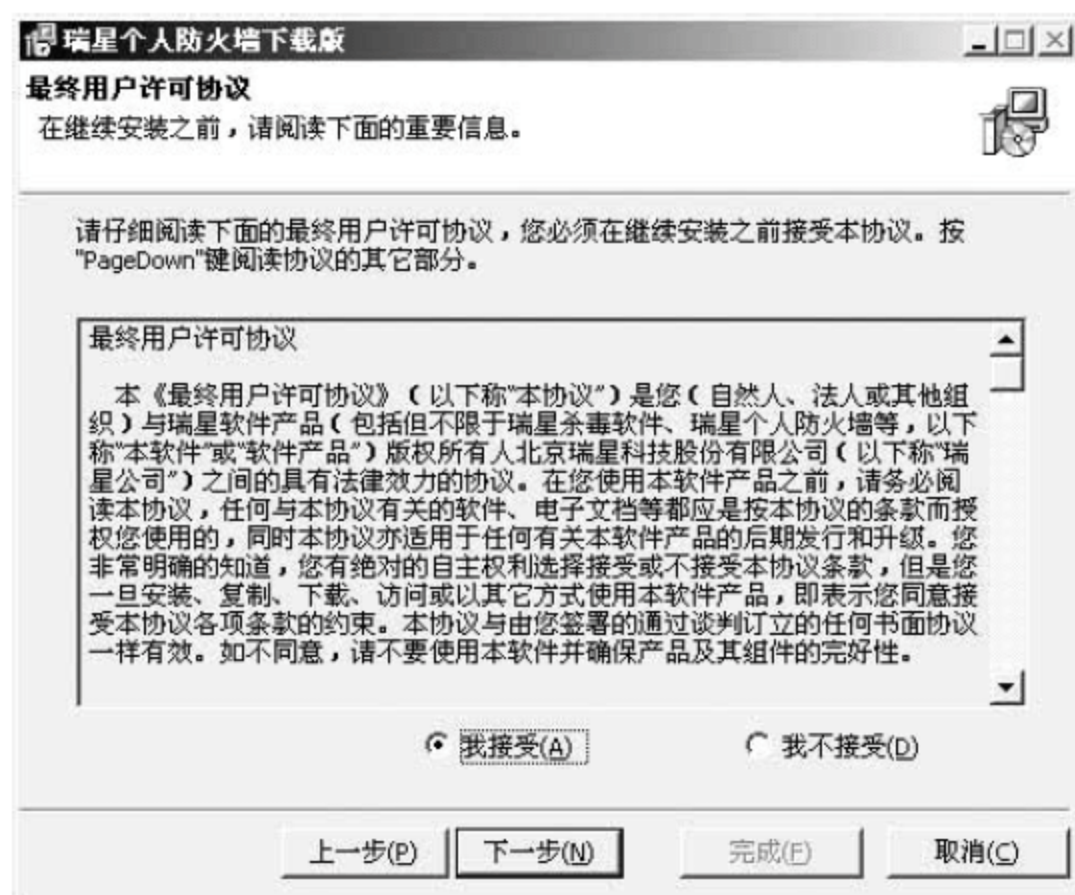 瑞星个人防火墙下载版
最终用户许可协议
在继续安装之前，请阅读下面的重要信息。
请仔细阅读下面的最终用户许可协议，您必须在继续安装之前接受本协议。按
"PageDown"键阅读协议的其它部分。
最终用户许可协议
本《最终用户许可协议》（以下称“本协议”）是您（自然人、法人或其他组
织）与瑞星软件产品（包括但不限于瑞星杀毒软件、瑞星个人防火墙等，以下
称“本软件”或“软件产品”）版权所有人北京瑞星科技股份有限公司（以下称“瑞
星公司”）之间的具有法律效力的协议。在您使用本软件产品之前，请务必阅
读本协议，任何与本协议有关的软件、电子文档等都应是按本协议的条款而授
权您使用的，同时本协议亦适用于任何有关本软件产品的后期发行和升级。您
非常明确的知道，您有绝对的自主权利选择接受或不接受本协议条款，但是您
一旦安装、复制、下载、访问或以其它方式使用本软件产品，即表示您同意接
受本协议各项条款的约束。本协议与由您签署的通过谈判订立的任何书面协议
一样有效。如不同意，请不要使用本软件并确保产品及其组件的完好性。
我接受(A) 我不接受(D)
上一步(P) 下一步(N) 完成(F) 取消(C)